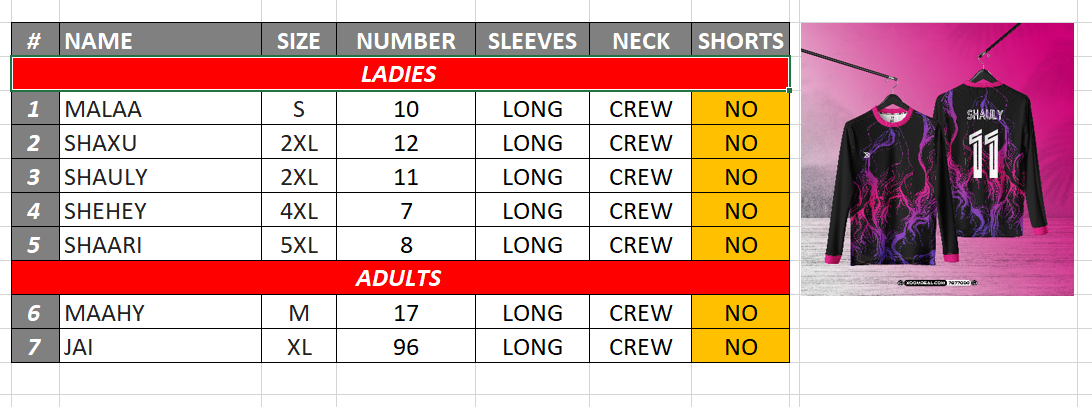 # NAME SIZE NUMBER SLEEVES NECK SHORTS
LADIES
1 MALAA S 10 LONG CREW NO
2 SHAXU 2XL 12 LONG CREW NO
3 SHAULY 2XL 11 LONG CREW NO
4 SHEHEY 4XL 7 LONG CREW NO
5 SHAARI 5XL 8 LONG CREW NO
ADULTS
6 MAAHY M 17 LONG CREW NO
7 JAI XL 96 LONG CREW NO
SHAULY
11
XOOMDEAL.COM 7977000